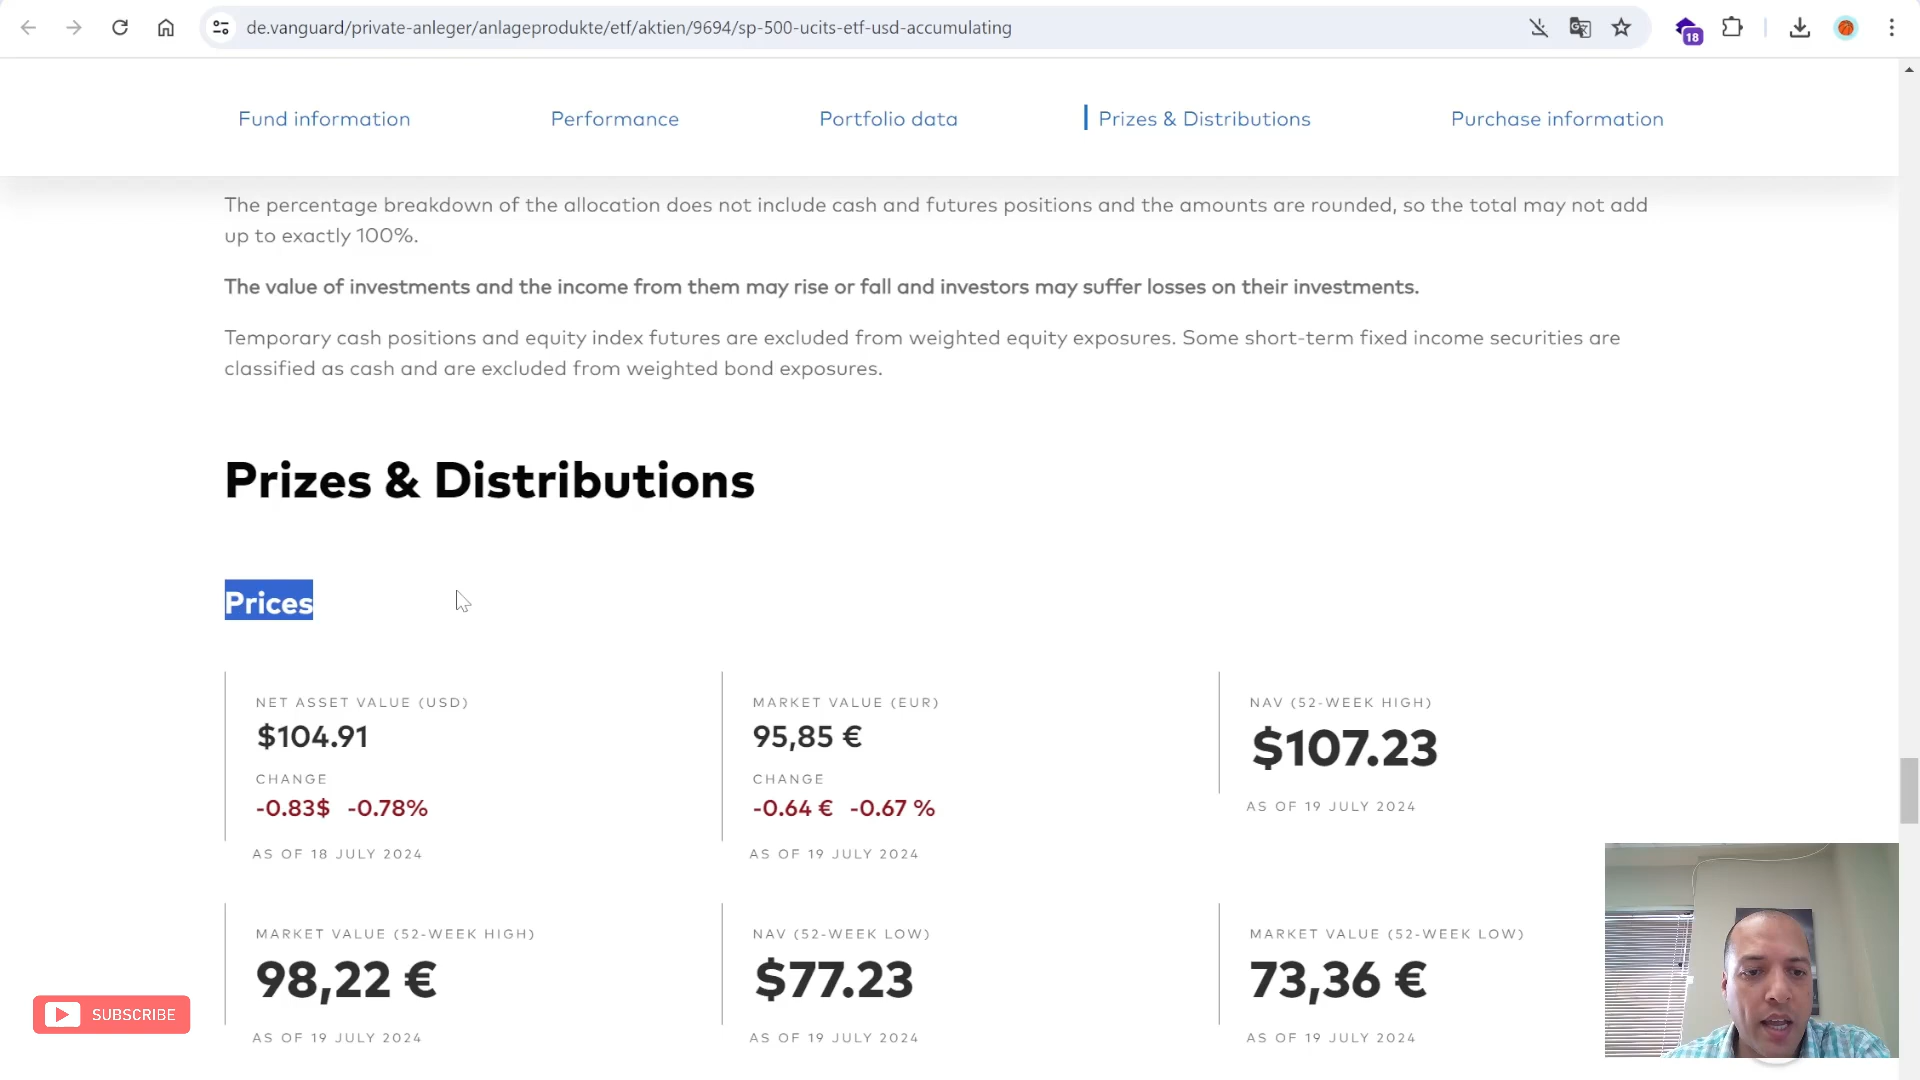 de.vanguard/private-anleger/anlageprodukte/etf/aktien/9694/sp-500-ucits-etf-usd-accumulating
18
Fund information
Performance
Portfolio data
Prizes & Distributions
Purchase information
The percentage breakdown of the allocation does not include cash and futures positions and the amounts are rounded, so the total may not add
up to exactly 100%.
The value of investments and the income from them may rise or fall and investors may suffer losses on their investments.
Temporary cash positions and equity index futures are excluded from weighted equity exposures. Some short-term fixed income securities are
classified as cash and are excluded from weighted bond exposures.
Prizes & Distributions
Prices
NET ASSET VALUE (USD)
$104.91
CHANGE
-0.83$ -0.78%
AS OF 18 JULY 2024
MARKET VALUE (EUR)
95,85 €
CHANGE
-0.64 € -0.67 %
AS OF 19 JULY 2024
NAV (52-WEEK HIGH)
$107.23
AS OF 19 JULY 2024
MARKET VALUE (52-WEEK HIGH)
98,22 €
AS OF 19 JULY 2024
NAV (52-WEEK LOW)
$77.23
AS OF 19 JULY 2024
MARKET VALUE (52-WEEK LOW)
73,36 €
AS OF 19 JULY 2024
SUBSCRIBE